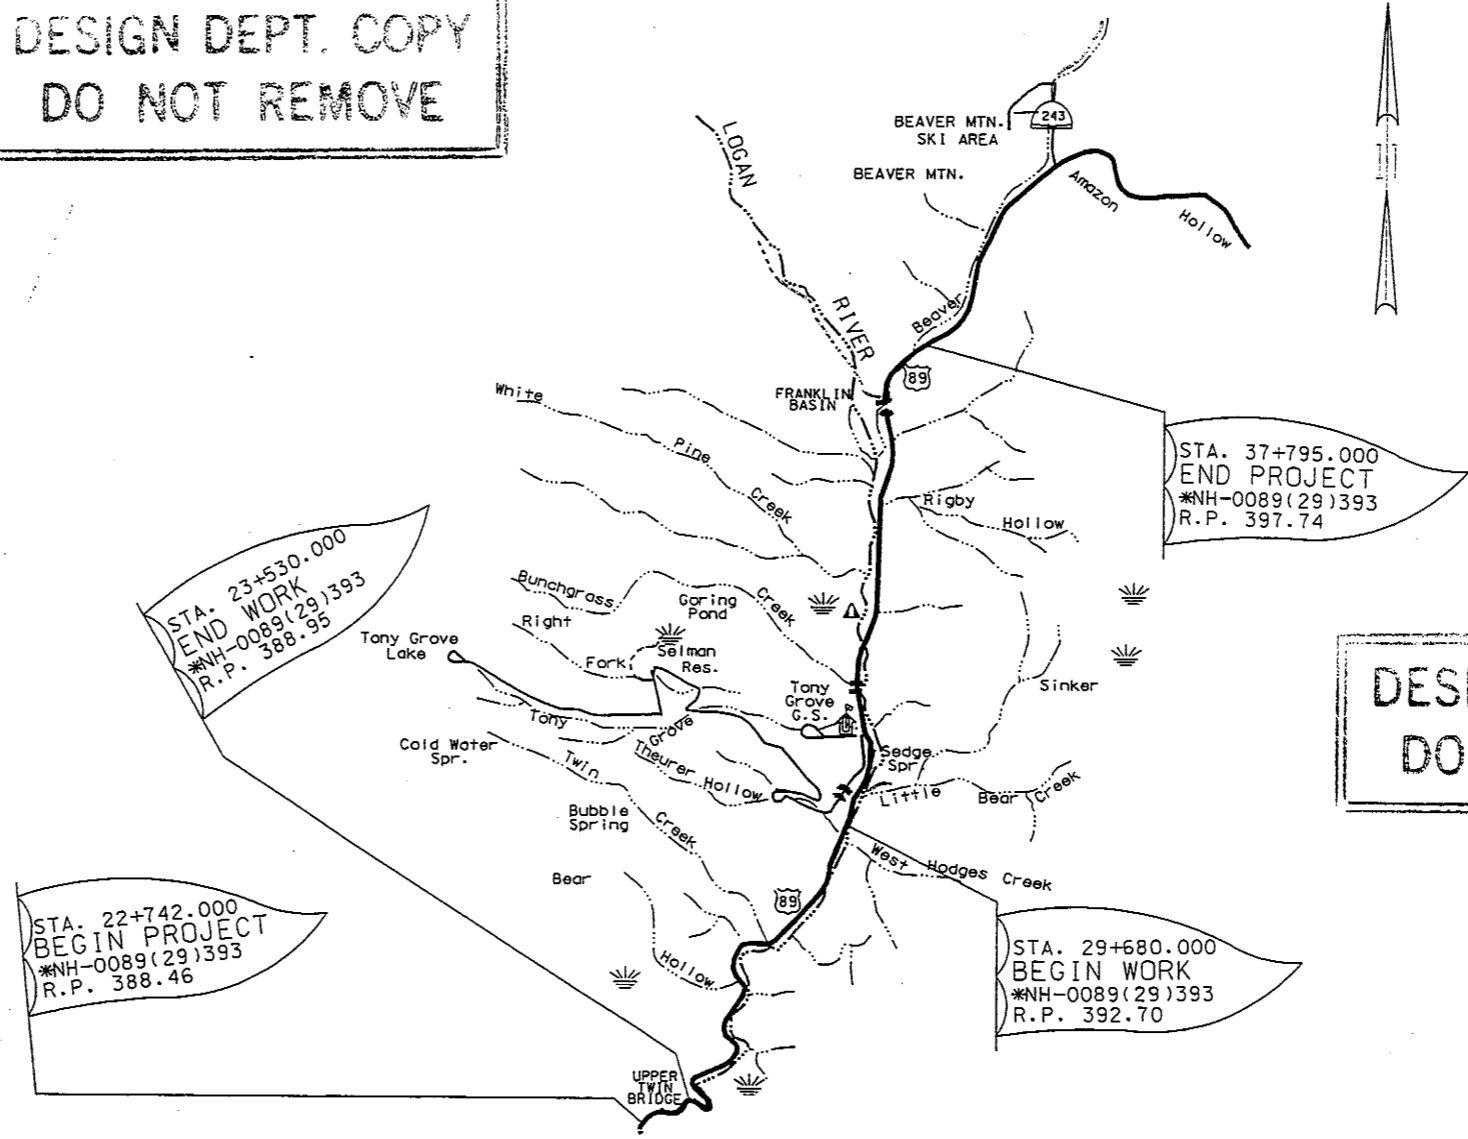 DESIGN DEPT. COPY
DO NOT REMOVE
BEAVER MTN.
SKI AREA
243
BEAVER MTN.
LOGAN
RIVER
Amazon
Hollow
Beaver
89
FRANKLIN
BASIN
White
Pine
Creek
Rigby
Hollow
STA. 37+795.000
END PROJECT
*NH-0089(29)393
R.P. 397.74
STA. 23+530.000
END WORK
*NH-0089(29)393
R.P. 388.95
Bunchgrass
Creek
Goring
Pond
Right
Fork
Selman
Res.
Tony Grove
Lake
Tony
Grove
G.S.
Sinker
Tony
Grove
Cold Water
Spr.
Twin
Creek
Theurer Hollow
Sedge
Spr.
Little Bear Creek
DES
DO
Bubble
Spring
West Hodges Creek
Bear
Hollow
89
STA. 22+742.000
BEGIN PROJECT
*NH-0089(29)393
R.P. 388.46
STA. 29+680.000
BEGIN WORK
*NH-0089(29)393
R.P. 392.70
UPPER
TWIN
BRIDGE